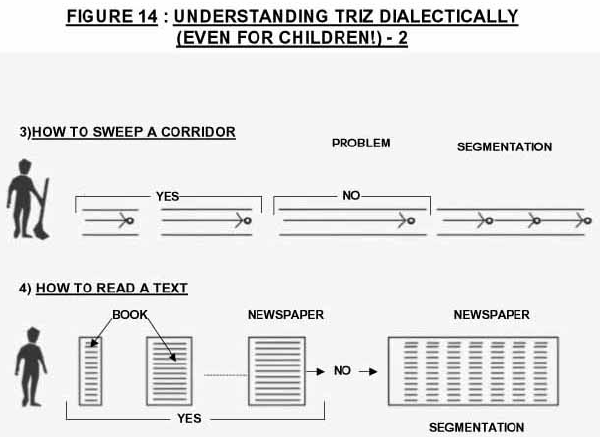 FIGURE 14 : UNDERSTANDING TRIZ DIALECTICALLY
(EVEN FOR CHILDREN!) - 2
3)HOW TO SWEEP A CORRIDOR
PROBLEM
SEGMENTATION
YES
NO
4) HOW TO READ A TEXT
BOOK
NEWSPAPER
NEWSPAPER
NO
YES
SEGMENTATION